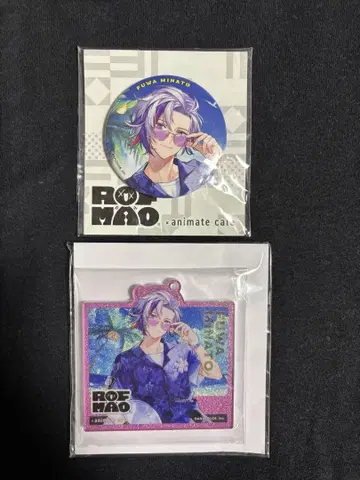 FUWA MINATO
ROF
MAO
× animate cafe
FUWA
MINATO
ROF
MAO